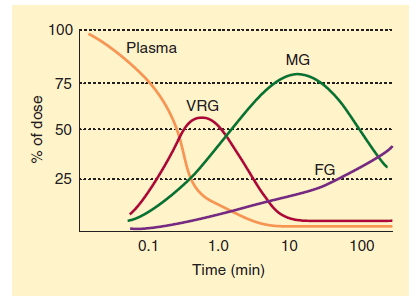 100
Plasma
MG
75
VRG
50
% of dose
FG
25
0.1 1.0 10 100
Time (min)